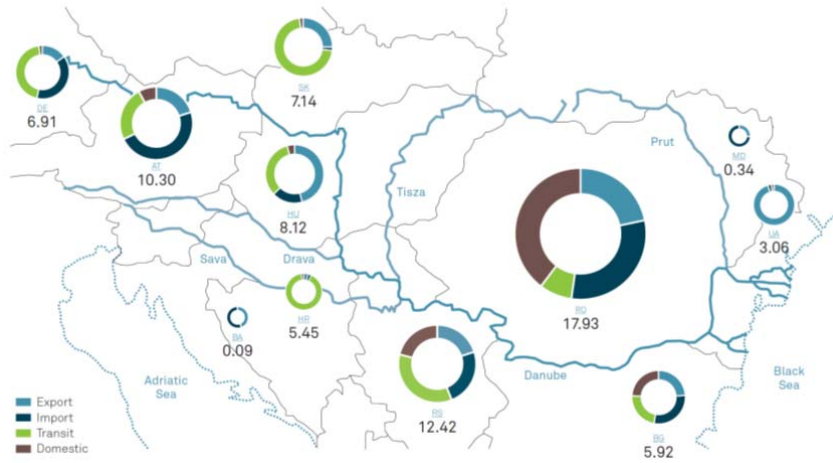 SK
7.14
DE
6.91
AT
10.30
Prut
MD
0.34
HU
8.12
Tisza
UA
3.06
Sava
Drava
RO
17.93
HR
5.45
BA
0.09
Adriatic
Sea
Danube
Black
Sea
RS
12.42
BG
5.92
Export
Import
Transit
Domestic